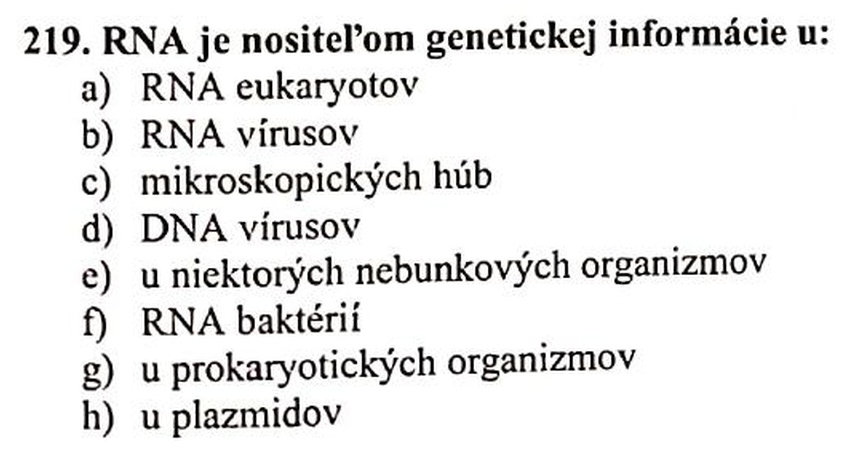 219. RNA je nositeľom genetickej informácie u:
a) RNA eukaryotov
b) RNA vírusov
c) mikroskopických húb
d) DNA vírusov
e) u niektorých nebunkových organizmov
f) RNA baktérií
g) u prokaryotických organizmov
h) u plazmidov